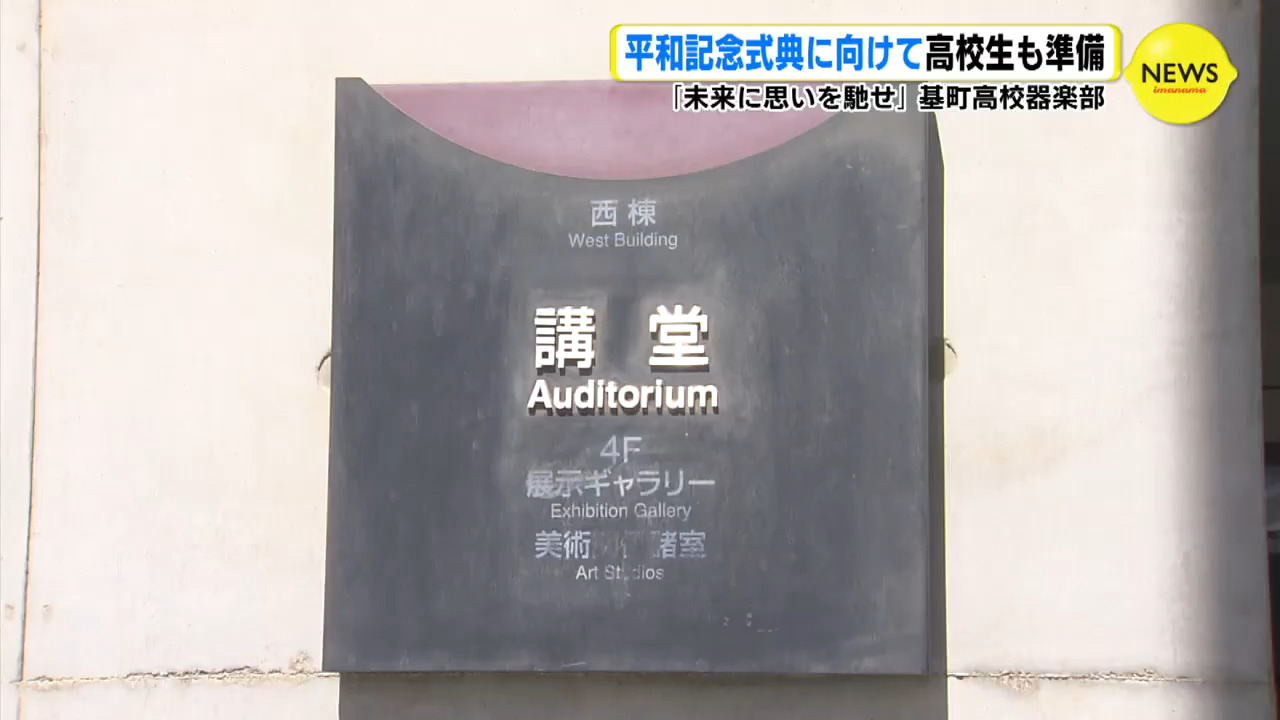 平和記念式典に向けて高校生も準備
「未来に思いを馳せ」基町高校器楽部
NEWS
imanama
西棟
West Building
講堂
Auditorium
4F
展示ギャラリー
Exhibition Gallery
美術 諸室
Art Studios